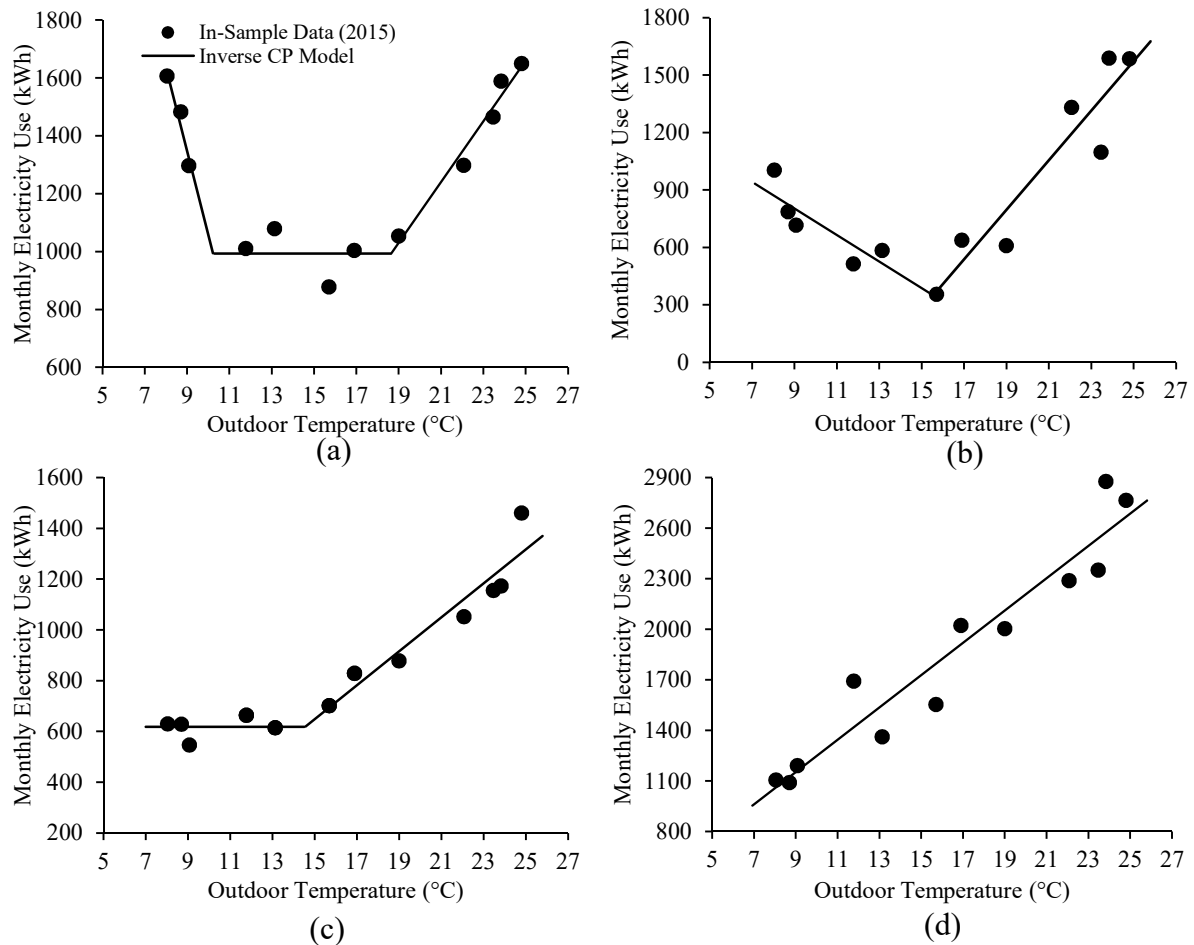 In-Sample Data (2015)
Inverse CP Model
Monthly Electricity Use (kWh)
1800
1600
1400
1200
1000
800
600
5 7 9 11 13 15 17 19 21 23 25 27
Outdoor Temperature (°C)
(a)
Monthly Electricity Use (kWh)
1800
1500
1200
900
600
300
0
5 7 9 11 13 15 17 19 21 23 25 27
Outdoor Temperature (°C)
(b)
Monthly Electricity Use (kWh)
1600
1400
1200
1000
800
600
400
200
5 7 9 11 13 15 17 19 21 23 25 27
Outdoor Temperature (°C)
(c)
Monthly Electricity Use (kWh)
2900
2600
2300
2000
1700
1400
1100
800
5 7 9 11 13 15 17 19 21 23 25 27
Outdoor Temperature (°C)
(d)